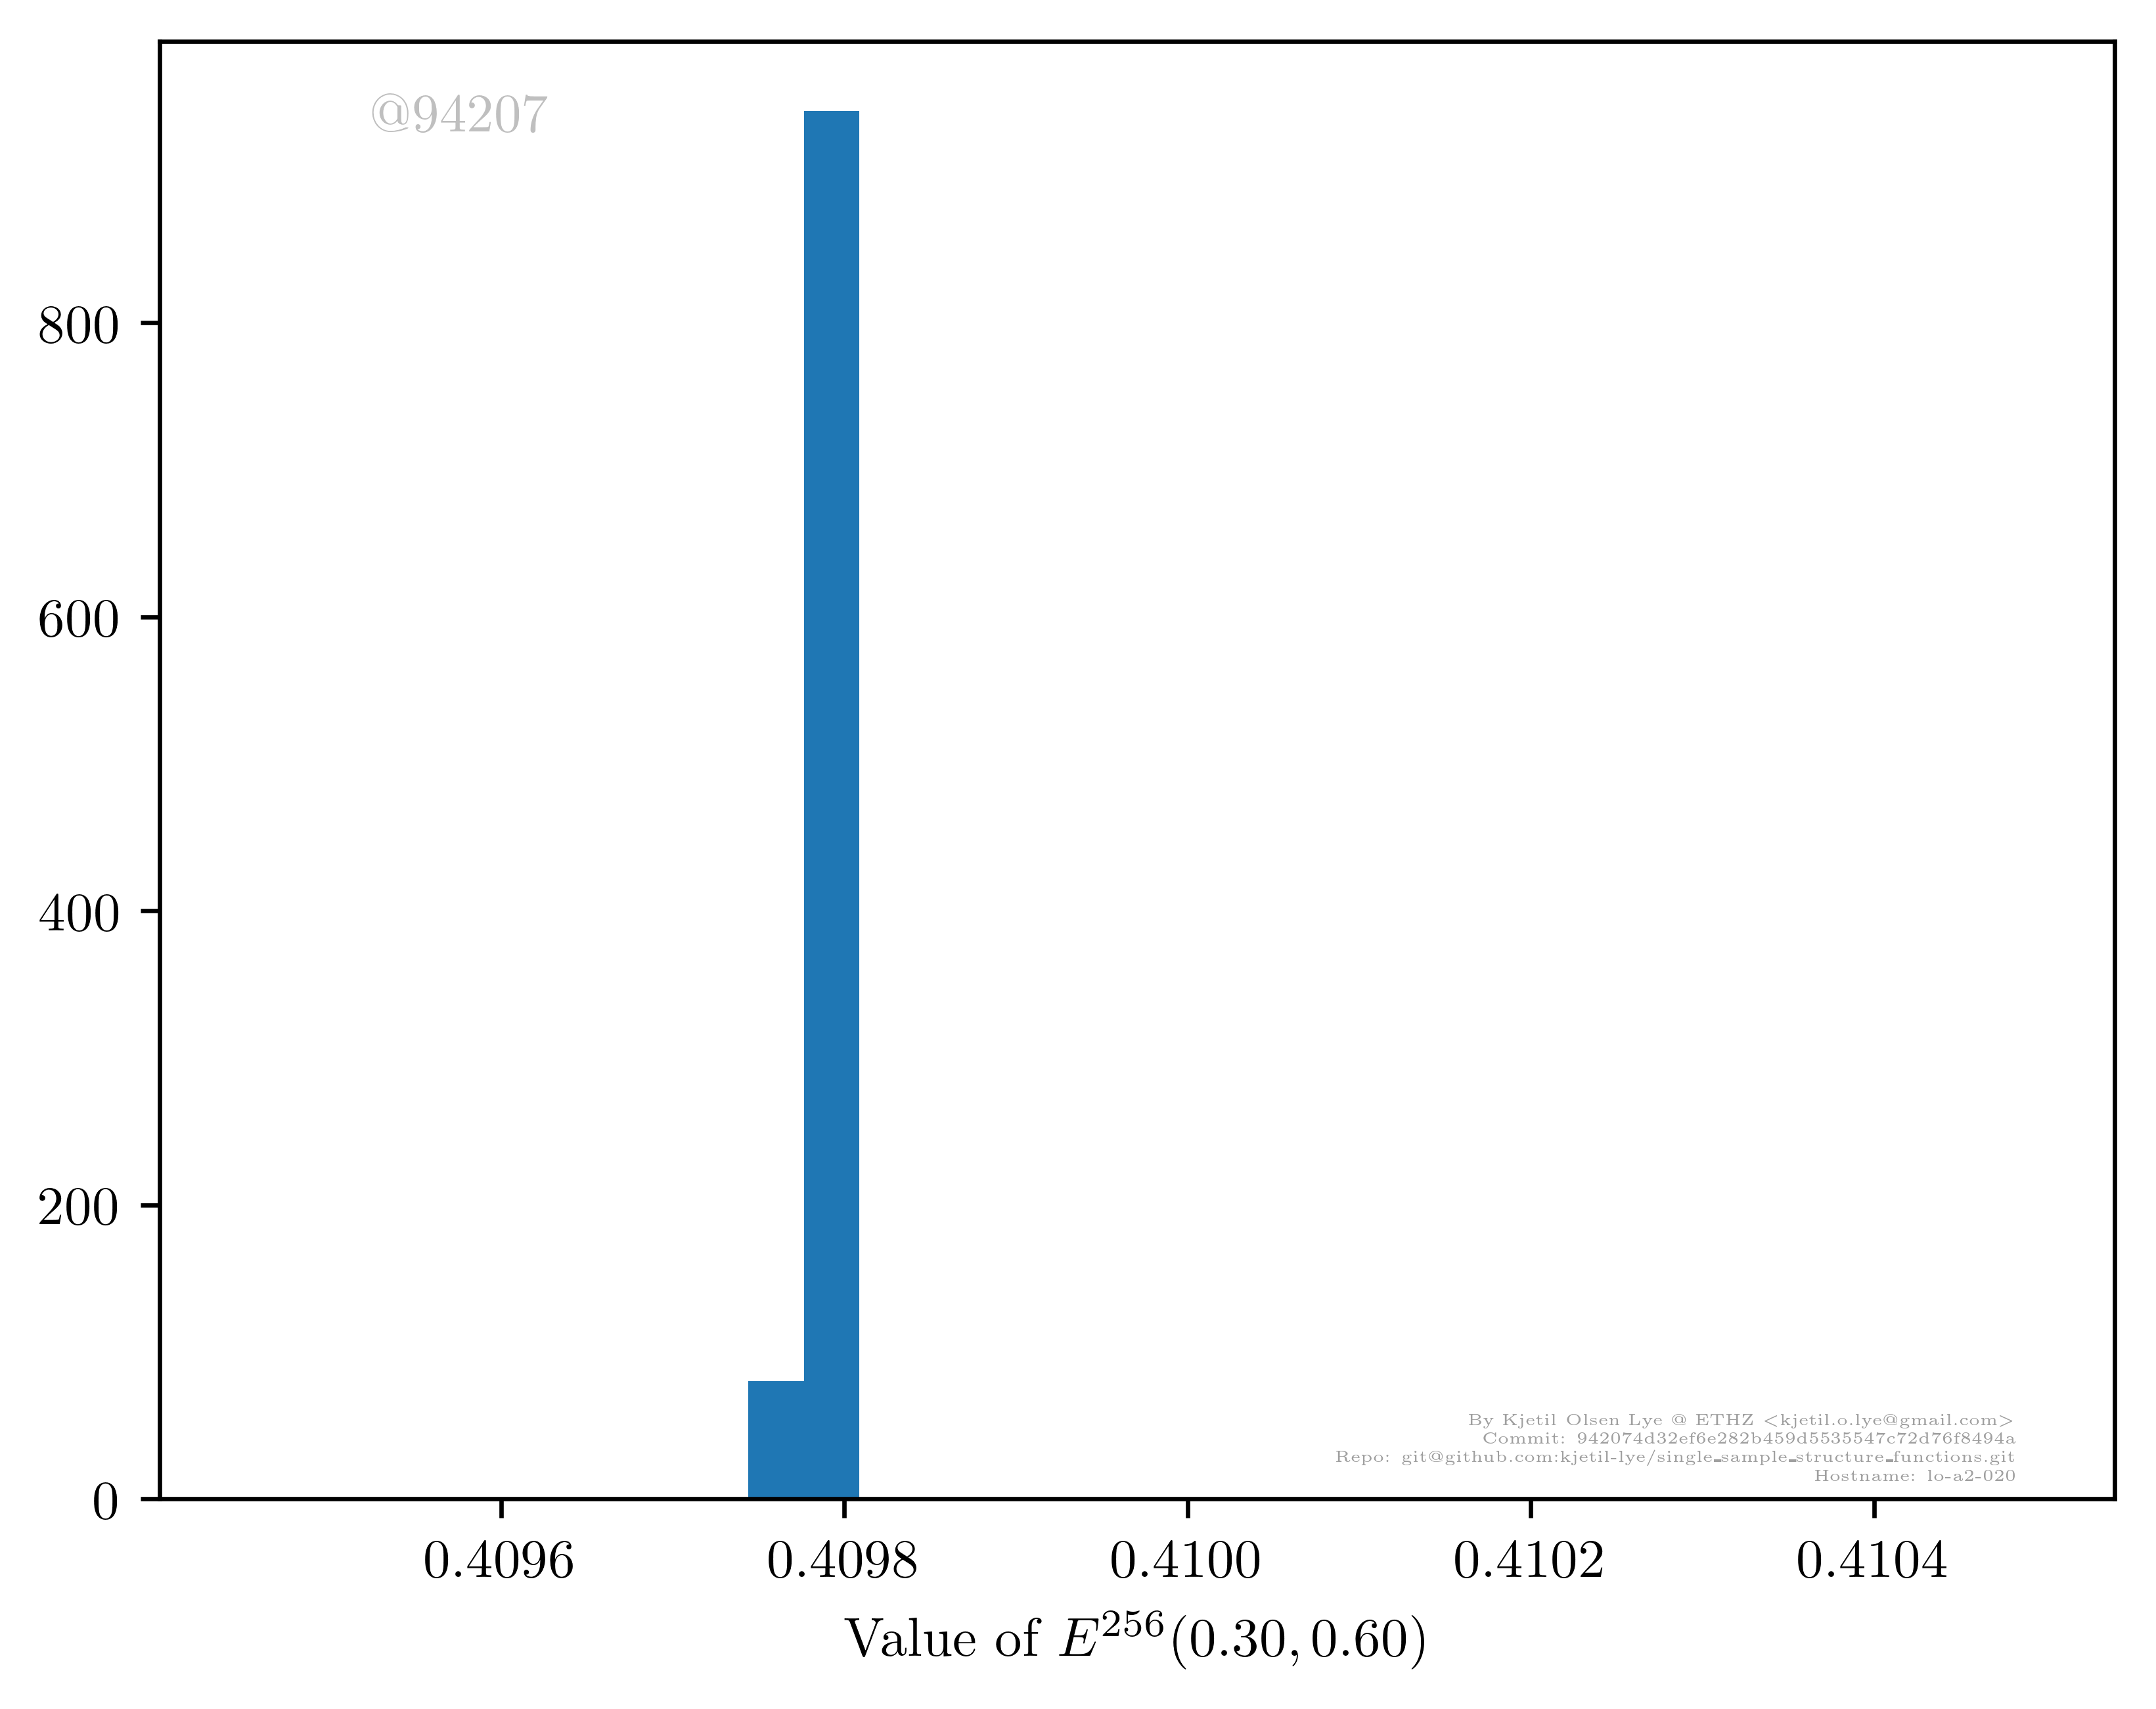 @94207
800
600
400
200
0
By Kjetil Olsen Lye @ ETHZ <kjetil.o.lye@gmail.com>
Commit: 942074d32ef6e282b459d5535547c72d76f8494a
Repo: git@github.com:kjetil-lye/single_sample_structure_functions.git
Hostname: lo-a2-020
0.4096 0.4098 0.4100 0.4102 0.4104
Value of E^{256}(0.30, 0.60)